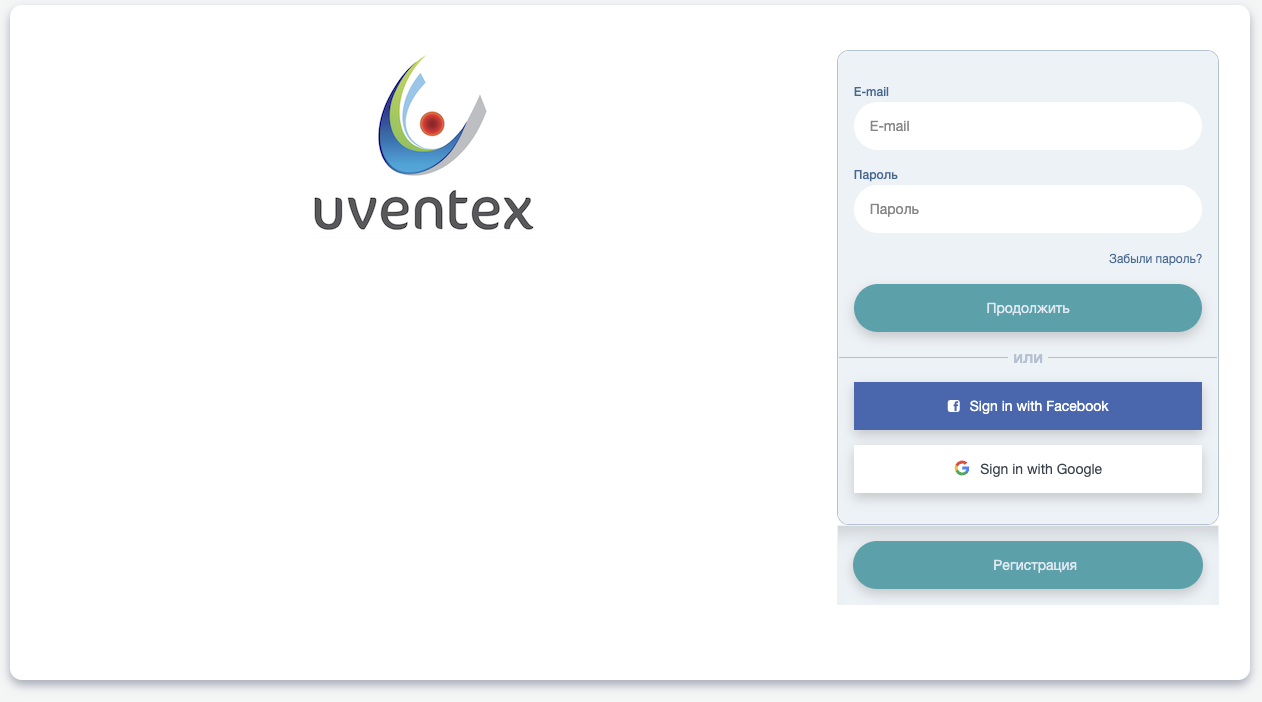 uventex
E-mail
E-mail
Пароль
Пароль
Забыли пароль?
Продолжить
или
Sign in with Facebook
Sign in with Google
Регистрация